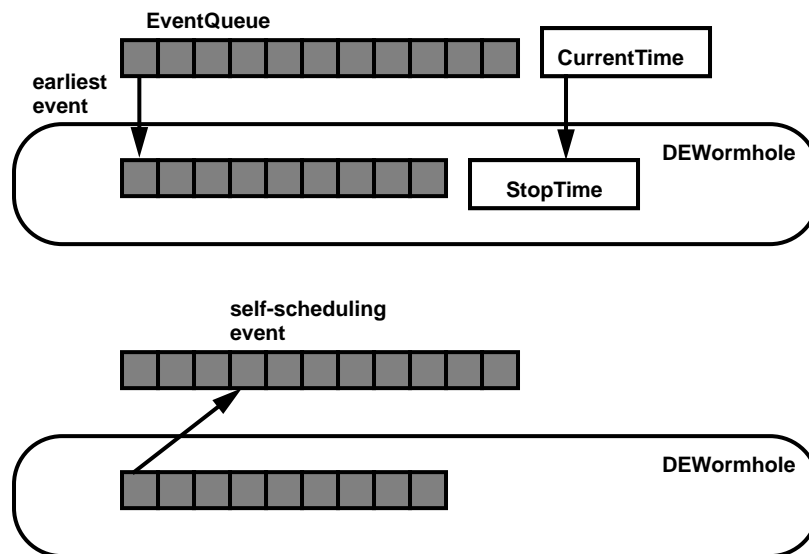 EventQueue
CurrentTime
earliest
event
DEWormhole
StopTime
self-scheduling
event
DEWormhole